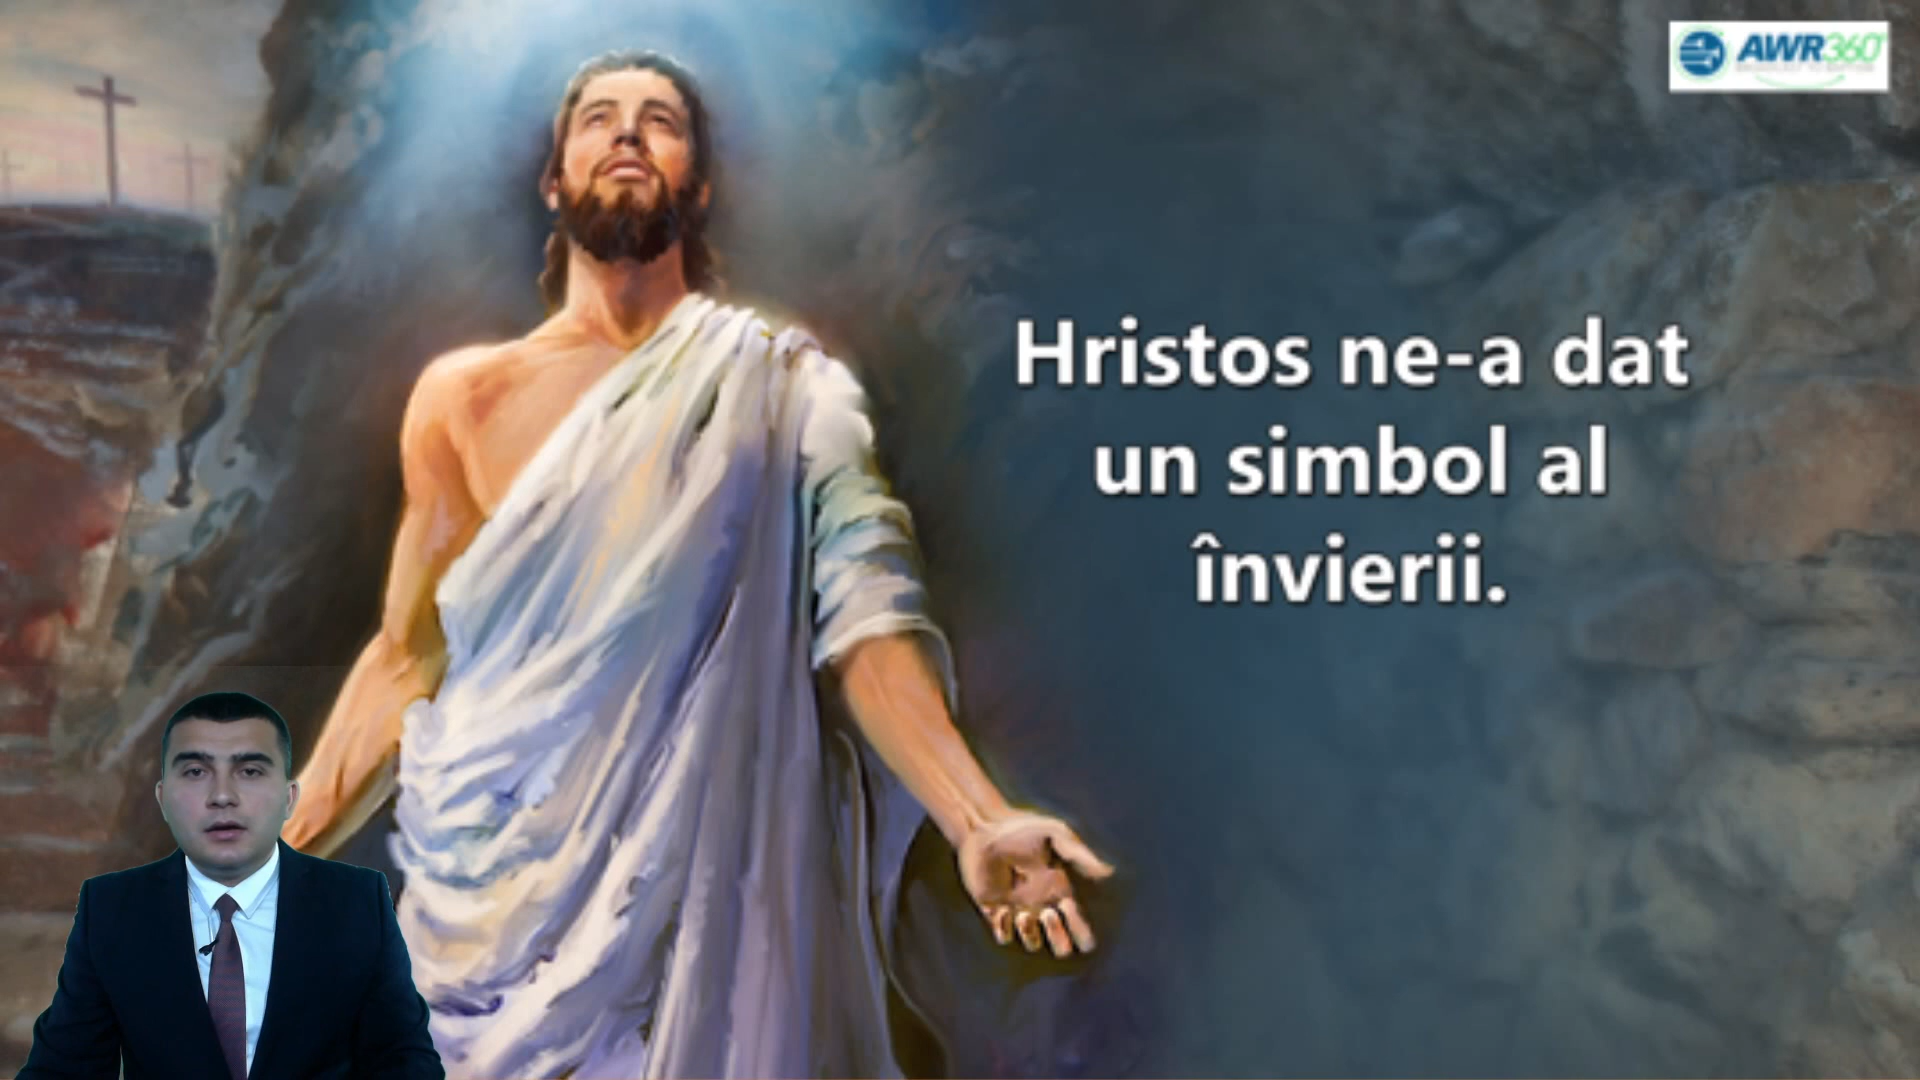 AWR360°
Hristos ne-a dat
un simbol al
învierii.